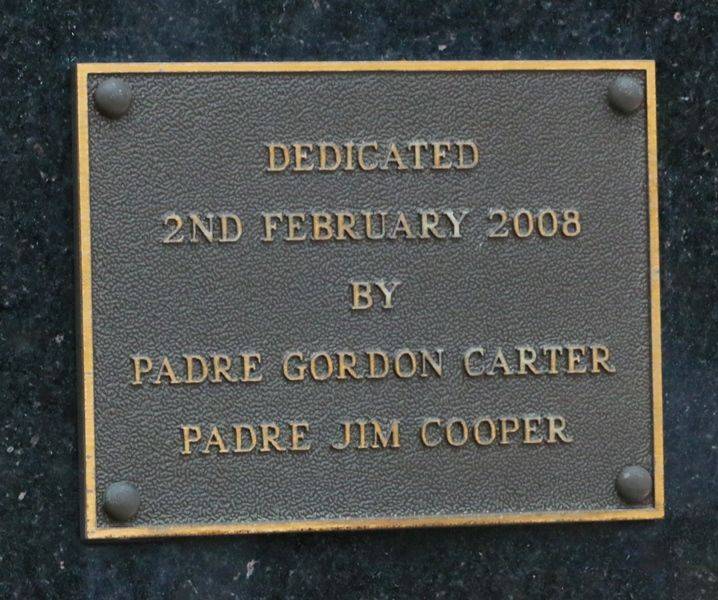 DEDICATED
2ND FEBRUARY 2008
BY
PADRE GORDON CARTER
PADRE JIM COOPER